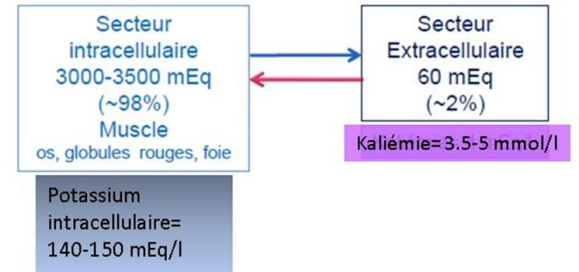 Secteur
intracellulaire
3000-3500 mEq
(~98%)
Muscle
os, globules rouges, foie
Potassium
intracellulaire=
140-150 mEq/l
Secteur
Extracellulaire
60 mEq
(~2%)
Kaliémie= 3.5-5 mmol/l